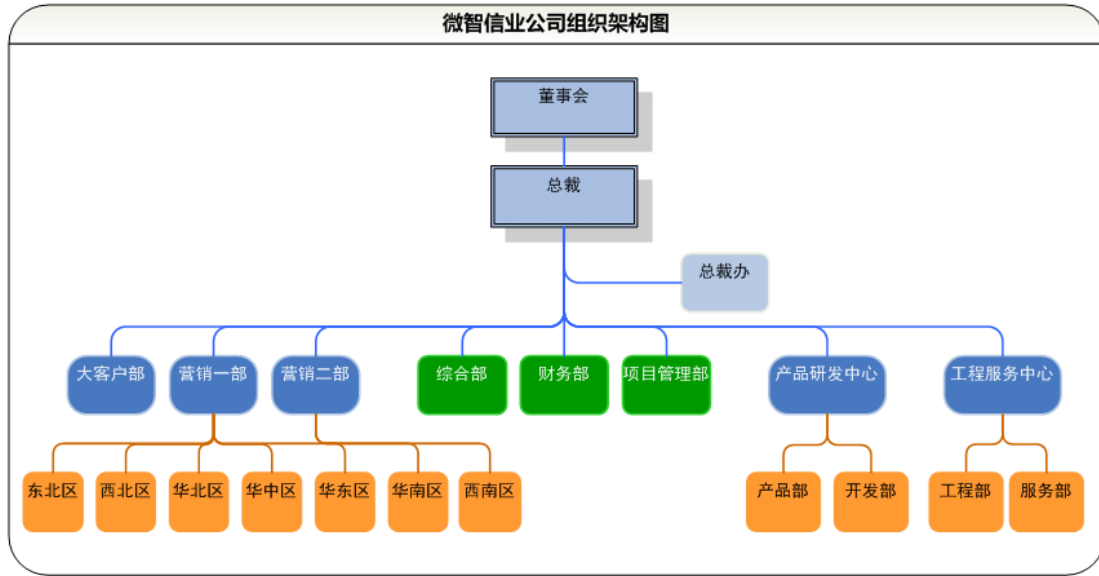 微智信业公司组织架构图
董事会
总裁
总裁办
大客户部 营销一部 营销二部 综合部 财务部 项目管理部 产品研发中心 工程服务中心
东北区 西北区 华北区 华中区 华东区 华南区 西南区 产品部 开发部 工程部 服务部